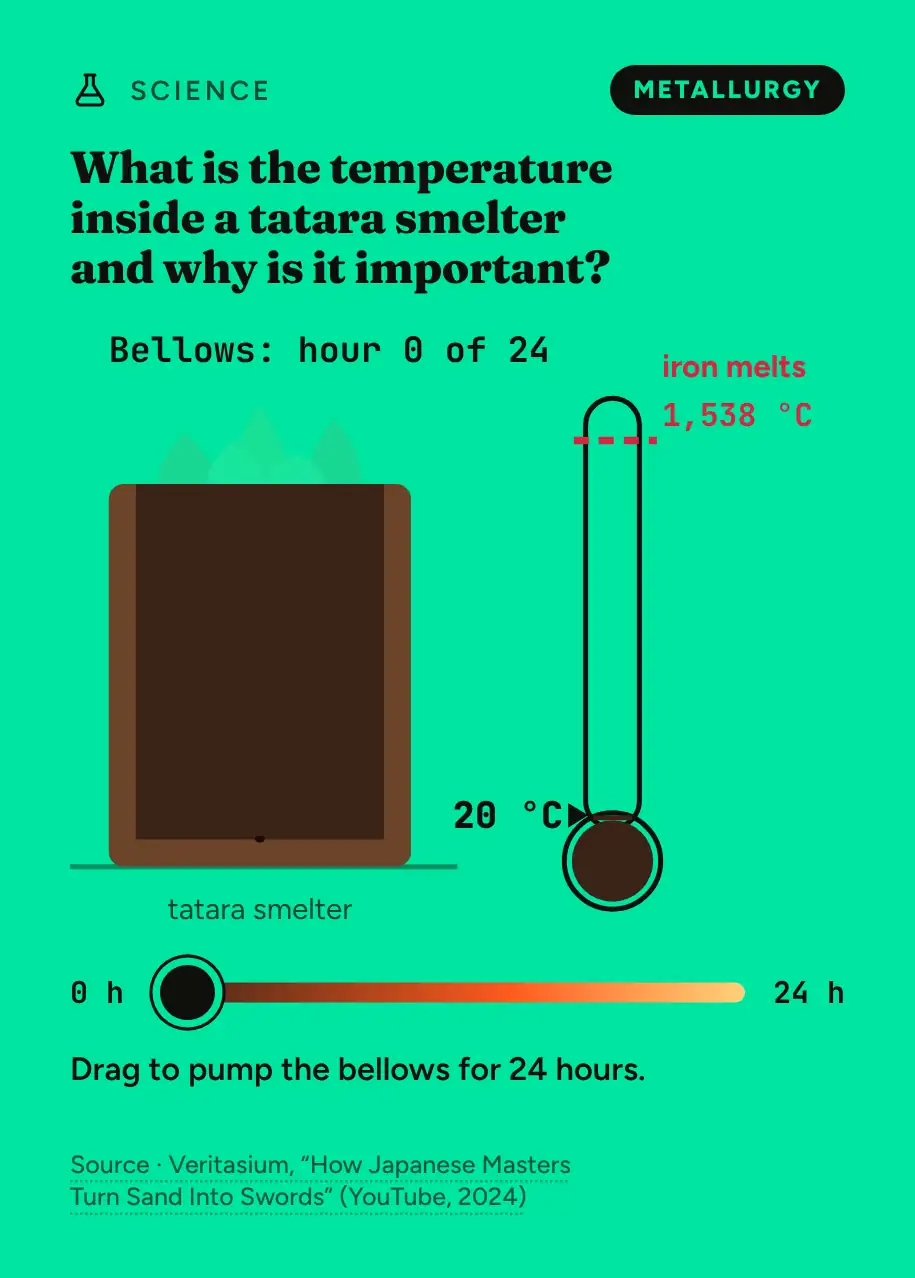 SCIENCE
METALLURGY
What is the temperature
inside a tatara smelter
and why is it important?
Bellows: hour 0 of 24
iron melts
1,538 °C
20 °C
tatara smelter
0 h
24 h
Drag to pump the bellows for 24 hours.
Source · Veritasium, “How Japanese Masters
Turn Sand Into Swords” (YouTube, 2024)